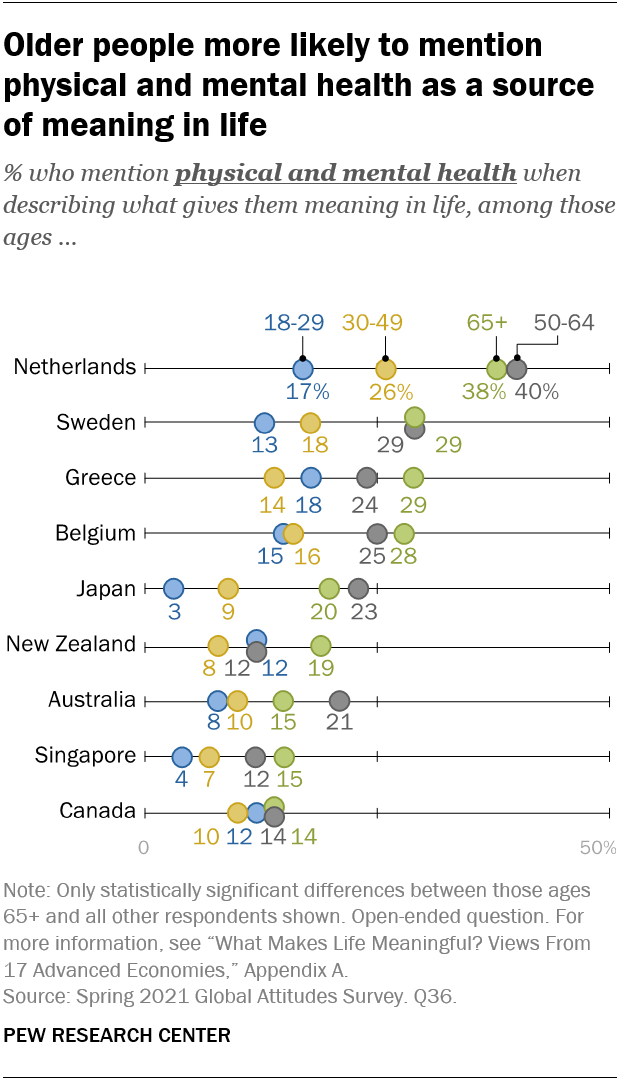 Older people more likely to mention
physical and mental health as a source
of meaning in life
% who mention physical and mental health when
describing what gives them meaning in life, among those
ages ...
18-29 30-49 65+ 50-64
Netherlands
17% 26% 38% 40%
Sweden
13 18 29 29
Greece
14 18 24 29
Belgium
15 16 25 28
Japan
3 9 20 23
New Zealand
8 12 12 19
Australia
8 10 15 21
Singapore
4 7 12 15
Canada
10 12 14 14
0 50%
Note: Only statistically significant differences between those ages
65+ and all other respondents shown. Open-ended question. For
more information, see “What Makes Life Meaningful? Views From
17 Advanced Economies,” Appendix A.
Source: Spring 2021 Global Attitudes Survey. Q36.
PEW RESEARCH CENTER